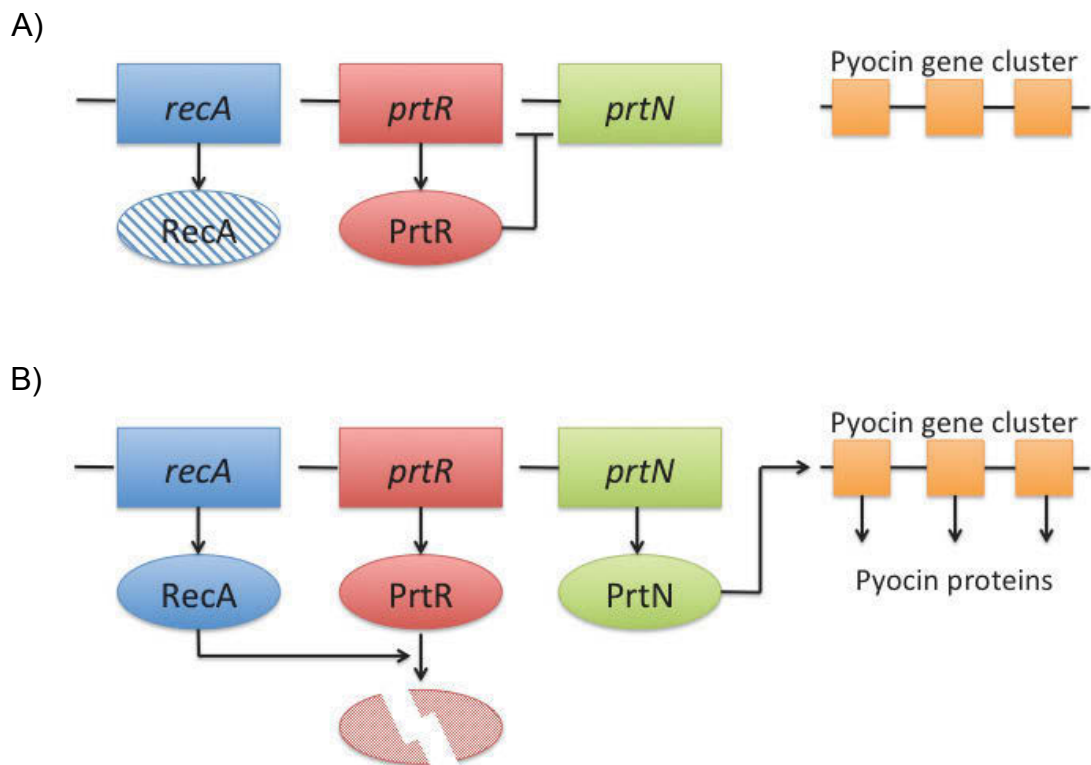 A)
Pyocin gene cluster
recA
prtR
prtN
RecA
PrtR
B)
Pyocin gene cluster
recA
prtR
prtN
RecA
PrtR
PrtN
Pyocin proteins